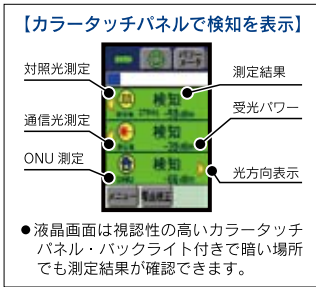 【カラータッチパネルで検知を表示】
対照光測定
測定結果
検知
通信光測定
受光パワー
検知
ONU 測定
検知
光方向表示
メニュー
●液晶画面は視認性の高いカラータッチ
パネル・バックライト付きで暗い場所
でも測定結果が確認できます。